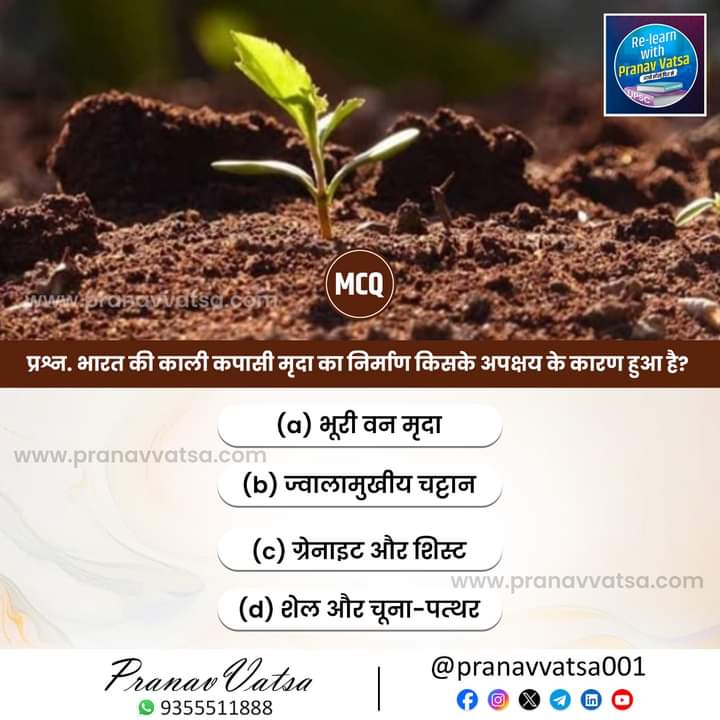 Re-learn
with
Pranav Vatsa
UPSC
MCQ
www.pranavvatsa.com
प्रश्न. भारत की काली कपासी मृदा का निर्माण किसके अपक्षय के कारण हुआ है?
(a) भूरी वन मृदा
www.pranavvatsa.com
(b) ज्वालामुखीय चट्टान
(c) ग्रेनाइट और शिस्ट
www.pranavvatsa.com
(d) शेल और चूना-पत्थर
Pranav Vatsa
9355511888
@pranavvatsa001